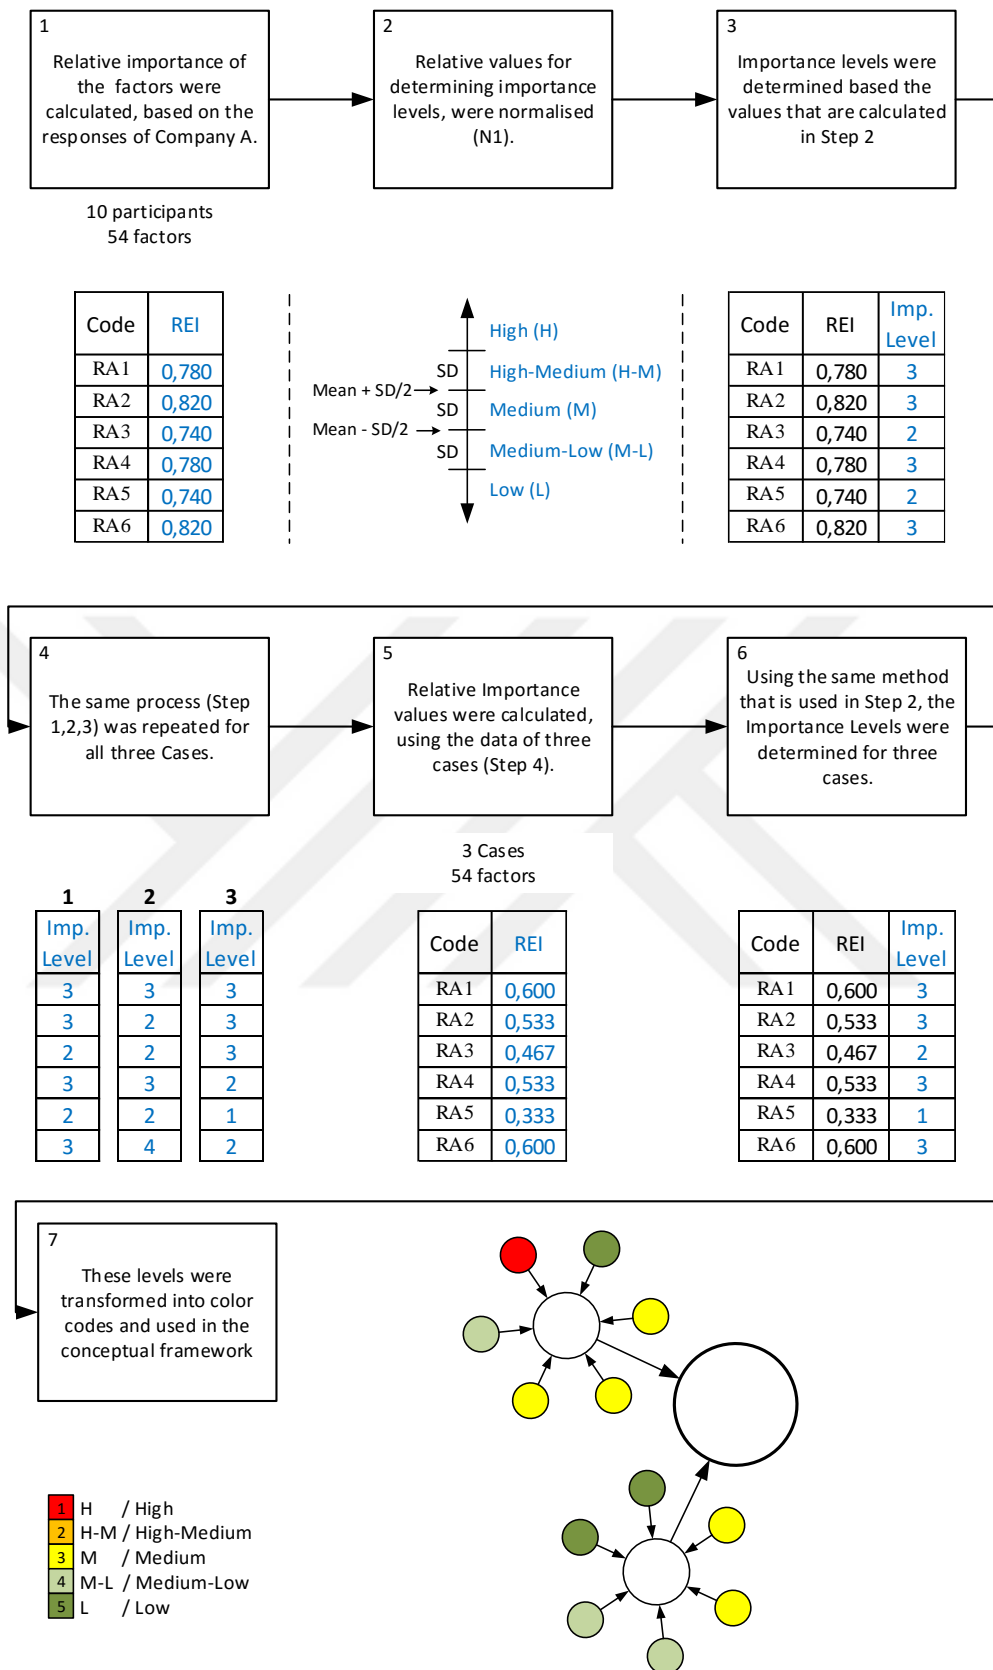 1
Relative importance of
the factors were
calculated, based on the
responses of Company A.
2
Relative values for
determining importance
levels, were normalised
(N1).
3
Importance levels were
determined based the
values that are calculated
in Step 2
10 participants
54 factors
Code REI
RA1 0,780
RA2 0,820
RA3 0,740
RA4 0,780
RA5 0,740
RA6 0,820
High (H)
SD High-Medium (H-M)
Mean + SD/2
SD Medium (M)
Mean - SD/2
SD Medium-Low (M-L)
Low (L)
Code REI Imp. Level
RA1 0,780 3
RA2 0,820 3
RA3 0,740 2
RA4 0,780 3
RA5 0,740 2
RA6 0,820 3
4
The same process (Step
1,2,3) was repeated for
all three Cases.
5
Relative Importance
values were calculated,
using the data of three
cases (Step 4).
6
Using the same method
that is used in Step 2, the
Importance Levels were
determined for three
cases.
3 Cases
54 factors
1 2 3
Imp. Imp. Imp.
Level Level Level
3 3 3
3 2 3
2 2 3
3 3 2
2 2 1
3 4 2
Code REI
RA1 0,600
RA2 0,533
RA3 0,467
RA4 0,533
RA5 0,333
RA6 0,600
Code REI Imp. Level
RA1 0,600 3
RA2 0,533 3
RA3 0,467 2
RA4 0,533 3
RA5 0,333 1
RA6 0,600 3
7
These levels were
transformed into color
codes and used in the
conceptual framework
1 H / High
2 H-M / High-Medium
3 M / Medium
4 M-L / Medium-Low
5 L / Low